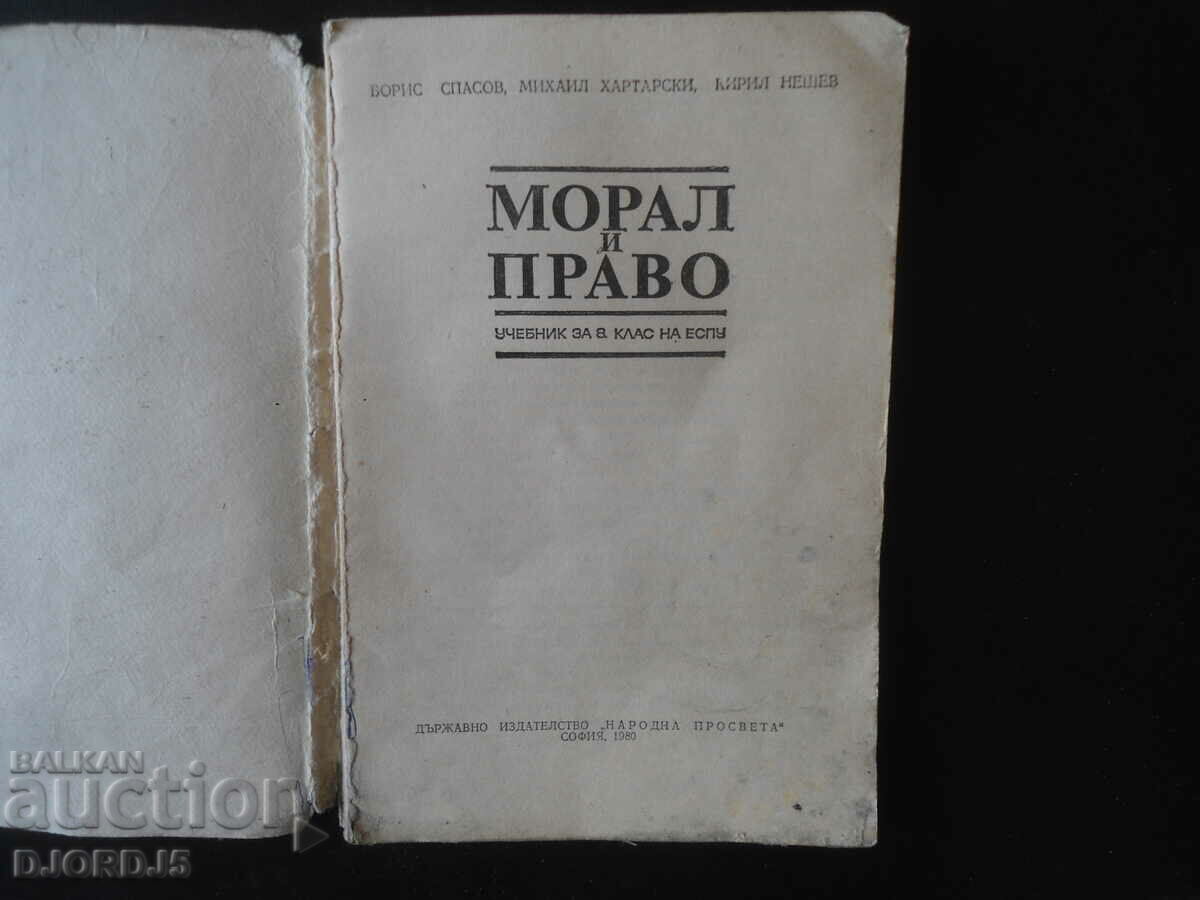 БОРИС СПАСОВ, МИХАИЛ ХАРТАРСКИ, КИРИЛ НЕШЕВ
МОРАЛ
И
ПРАВО
УЧЕБНИК ЗА 8. КЛАС НА ЕСПУ
ДЪРЖАВНО ИЗДАТЕЛСТВО „НАРОДНА ПРОСВЕТА“
СОФИЯ, 1980
BALKAN
auction
DJORDJ5